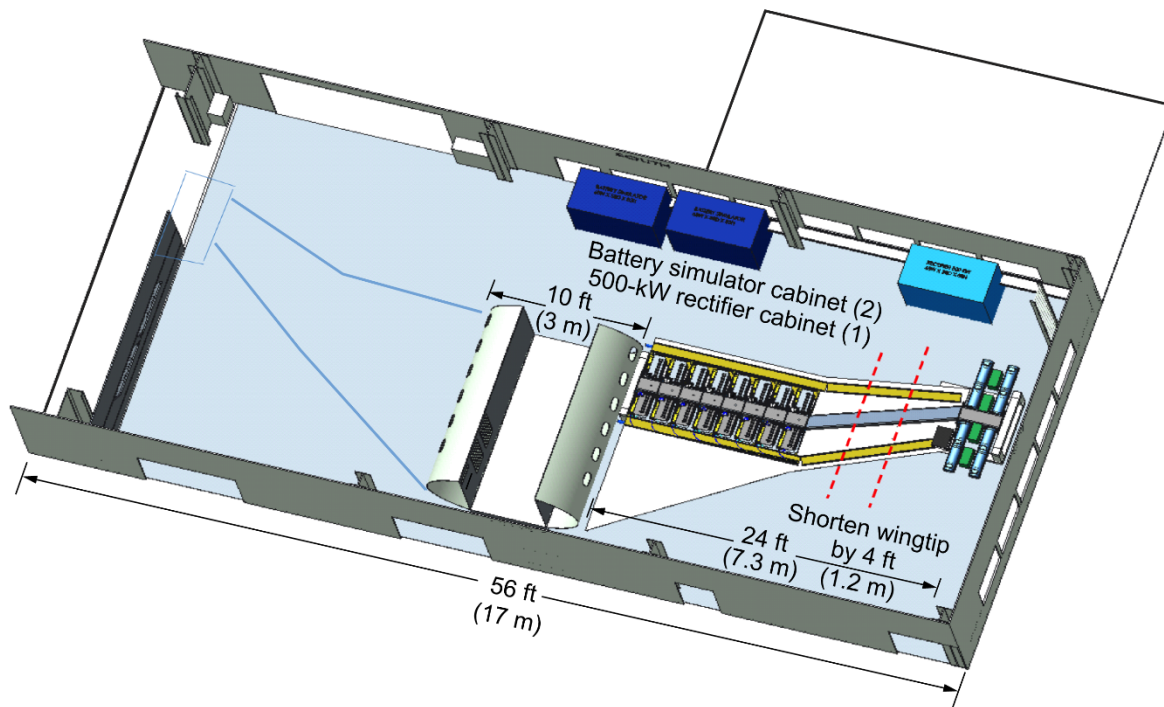 Battery simulator cabinet (2)
500-kW rectifier cabinet (1)
10 ft
(3 m)
Shorten wingtip
by 4 ft
(1.2 m)
24 ft
(7.3 m)
56 ft
(17 m)